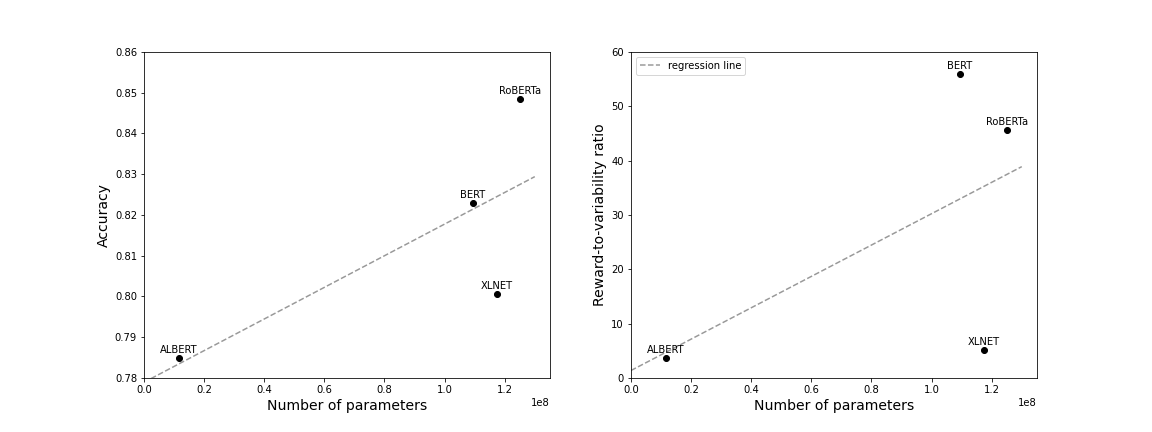 0.86
0.85
0.84
0.83
0.82
0.81
0.80
0.79
0.78
Accuracy
RoBERTa
BERT
XLNET
ALBERT
0.0 0.2 0.4 0.6 0.8 1.0 1.2
1e8
Number of parameters
60
50
40
30
20
10
0
Reward-to-variability ratio
regression line
BERT
RoBERTa
XLNET
ALBERT
0.0 0.2 0.4 0.6 0.8 1.0 1.2
1e8
Number of parameters